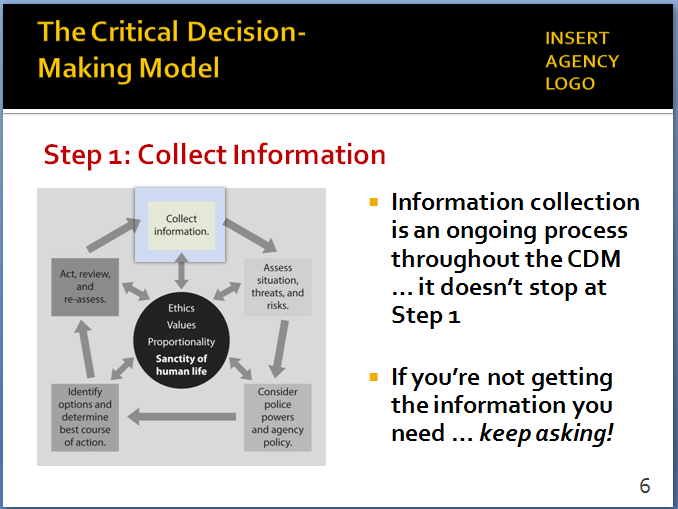 The Critical Decision-
Making Model
INSERT
AGENCY
LOGO
Step 1: Collect Information
Collect
information.
Assess
situation,
threats, and
risks.
Consider
police
powers
and agency
policy.
Identify
options and
determine
best course
of action.
Act, review,
and
re-assess.
Ethics
Values
Proportionality
Sanctity of
human life
Information collection
is an ongoing process
throughout the CDM
… it doesn’t stop at
Step 1
If you’re not getting
the information you
need … keep asking!
6